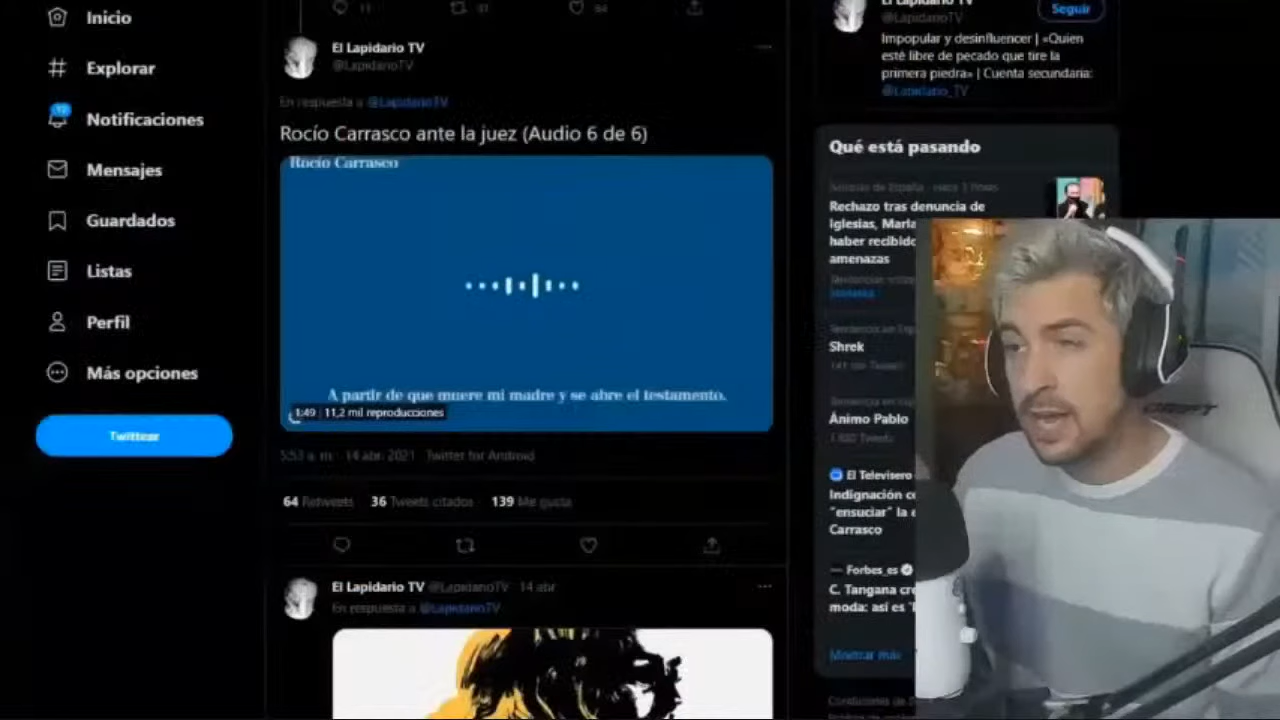 Inicio
Explorar
Notificaciones
Mensajes
Guardados
Listas
Perfil
Más opciones
Twittear
11
37
El Lapidario TV
@LapidarioTV
En respuesta a @LapidarioTV
Rocío Carrasco ante la juez (Audio 6 de 6)
Rocío Carrasco
A partir de que muere mi madre y se abre el testamento.
1:49 11,2 mil reproducciones
5:53 a. m. · 14 abr. 2021 · Twitter for Android
64 Retweets 36 Tweets citados 139 Me gusta
El Lapidario TV @LapidarioTV · 14 abr.
En respuesta a @LapidarioTV
El Lapidario TV
@LapidarioTV
Seguir
Impopular y desinfluencer | «Quien
esté libre de pecado que tire la
primera piedra» | Cuenta secundaria:
@Lapidario_TV
Qué está pasando
Rechazo tras denuncia de
Iglesias,
haber
amenazas
Shrek
Ánimo Pablo
El Televisero
Indignación
"ensuciar" la
Carrasco
Forbes_es
C. Tangana
moda: así es
Mostrar más